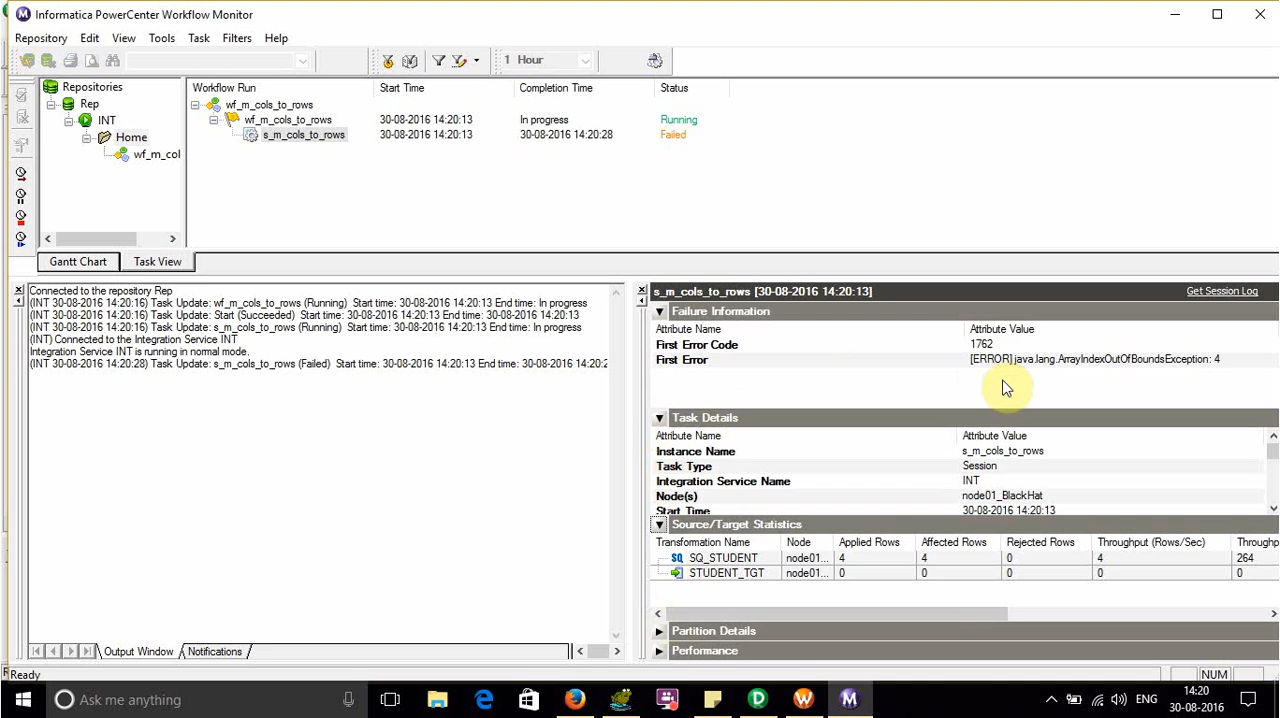 Informatica PowerCenter Workflow Monitor
Repository Edit View Tools Task Filters Help
1 Hour
Repositories
Rep
INT
Home
wf_m_col
Workflow Run Start Time Completion Time Status
wf_m_cols_to_rows
wf_m_cols_to_rows 30-08-2016 14:20:13 In progress Running
s_m_cols_to_rows 30-08-2016 14:20:13 30-08-2016 14:20:28 Failed
Gantt Chart Task View
Connected to the repository Rep
(INT 30-08-2016 14:20:16) Task Update: wf_m_cols_to_rows (Running) Start time: 30-08-2016 14:20:13 End time: In progress
(INT 30-08-2016 14:20:16) Task Update: Start (Succeeded) Start time: 30-08-2016 14:20:13 End time: 30-08-2016 14:20:13
(INT 30-08-2016 14:20:16) Task Update: s_m_cols_to_rows (Running) Start time: 30-08-2016 14:20:13 End time: In progress
(INT) Connected to the Integration Service INT
Integration Service INT is running in normal mode.
(INT 30-08-2016 14:20:28) Task Update: s_m_cols_to_rows (Failed) Start time: 30-08-2016 14:20:13 End time: 30-08-2016 14:20:2
Output Window Notifications
s_m_cols_to_rows [30-08-2016 14:20:13] Get Session Log
Failure Information
Attribute Name Attribute Value
First Error Code 1762
First Error [ERROR] java.lang.ArrayIndexOutOfBoundsException: 4
Task Details
Attribute Name Attribute Value
Instance Name s_m_cols_to_rows
Task Type Session
Integration Service Name INT
Node(s) node01_BlackHat
Start Time 30-08-2016 14:20:13
Source/Target Statistics
Transformation Name Node Applied Rows Affected Rows Rejected Rows Throughput (Rows/Sec) Throughp
SQ SQ_STUDENT node01... 4 4 0 4 264
STUDENT_TGT node01... 0 0 0 0 0
Partition Details
Performance
Ready NUM
Ask me anything
ENG
14:20
30-08-2016